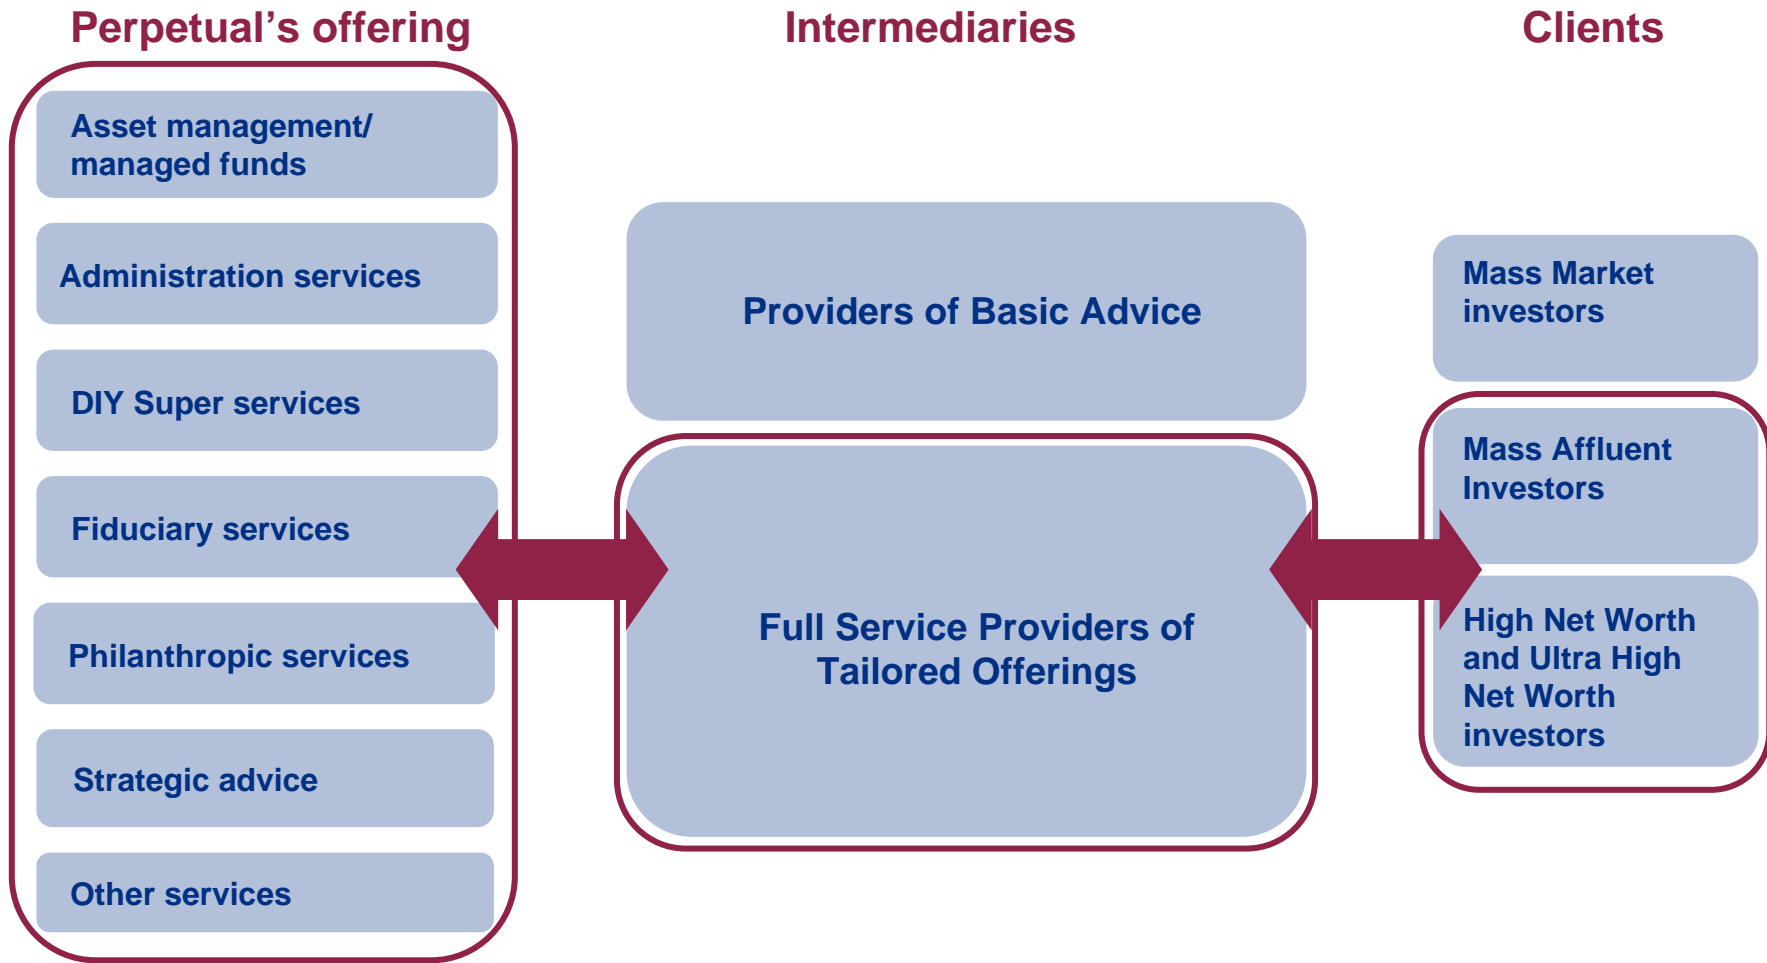 Perpetual’s offering
Intermediaries
Clients
Asset management/
managed funds
Administration services
DIY Super services
Fiduciary services
Philanthropic services
Strategic advice
Other services
Providers of Basic Advice
Full Service Providers of
Tailored Offerings
Mass Market
investors
Mass Affluent
Investors
High Net Worth
and Ultra High
Net Worth
investors